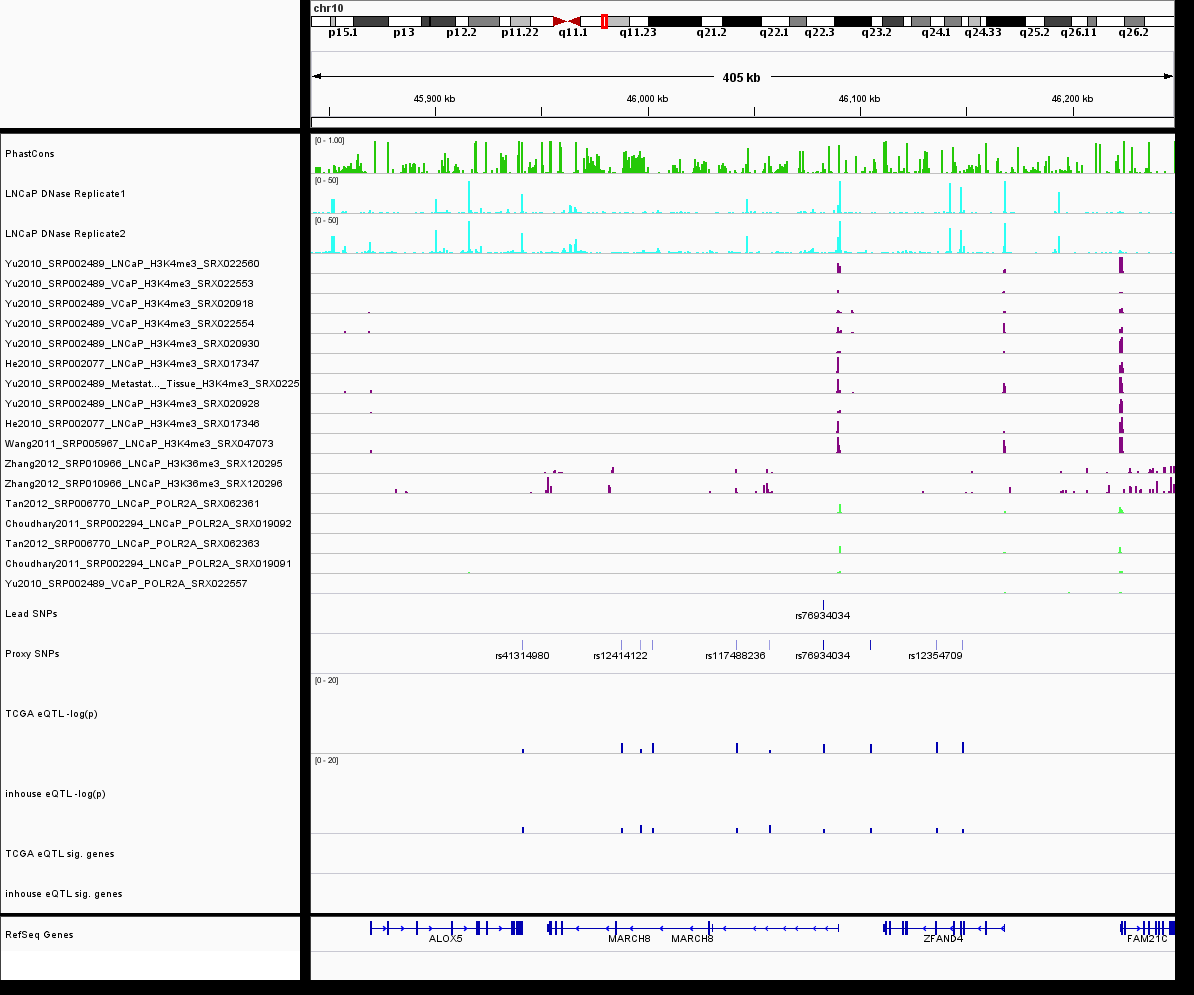 chr10
p15.1 p13 p12.2 p11.22 q11.1 q11.23 q21.2 q22.1 q22.3 q23.2 q24.1 q24.33 q25.2 q26.11 q26.2
405 kb
45,900 kb 46,000 kb 46,100 kb 46,200 kb
PhastCons [0 - 1.00]
LNCaP DNase Replicate1 [0 - 50]
LNCaP DNase Replicate2 [0 - 50]
Yu2010_SRP002489_LNCaP_H3K4me3_SRX022560
Yu2010_SRP002489_VCaP_H3K4me3_SRX022553
Yu2010_SRP002489_VCaP_H3K4me3_SRX020918
Yu2010_SRP002489_VCaP_H3K4me3_SRX022554
Yu2010_SRP002489_LNCaP_H3K4me3_SRX020930
He2010_SRP002077_LNCaP_H3K4me3_SRX017347
Yu2010_SRP002489_Metastat..._Tissue_H3K4me3_SRX0225
Yu2010_SRP002489_LNCaP_H3K4me3_SRX020928
He2010_SRP002077_LNCaP_H3K4me3_SRX017346
Wang2011_SRP005967_LNCaP_H3K4me3_SRX047073
Zhang2012_SRP010966_LNCaP_H3K36me3_SRX120295
Zhang2012_SRP010966_LNCaP_H3K36me3_SRX120296
Tan2012_SRP006770_LNCaP_POLR2A_SRX062361
Choudhary2011_SRP002294_LNCaP_POLR2A_SRX019092
Tan2012_SRP006770_LNCaP_POLR2A_SRX062363
Choudhary2011_SRP002294_LNCaP_POLR2A_SRX019091
Yu2010_SRP002489_VCaP_POLR2A_SRX022557
Lead SNPs rs76934034
Proxy SNPs rs41314980 rs12414122 rs117488236 rs76934034 rs12354709
TCGA eQTL -log(p) [0 - 20]
inhouse eQTL -log(p) [0 - 20]
TCGA eQTL sig. genes
inhouse eQTL sig. genes
RefSeq Genes ALOX5 MARCH8 MARCH8 ZFAND4 FAM21C